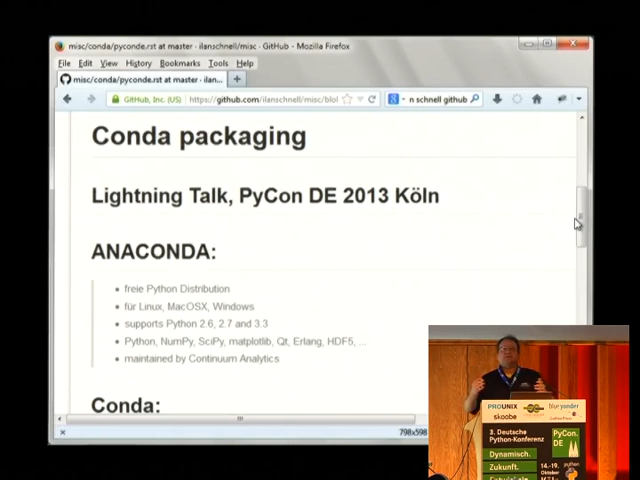 misc/conda/pyconde.rst at master · ilanschnell/misc · GitHub - Mozilla Firefox
File Edit View History Bookmarks Tools Help
misc/conda/pyconde.rst at master · ilan...
GitHub, Inc. (US) https://github.com/ilanschnell/misc/blol
n schnell github
Conda packaging
Lightning Talk, PyCon DE 2013 Köln
ANACONDA:
freie Python Distribution
für Linux, MacOSX, Windows
supports Python 2.6, 2.7 and 3.3
Python, NumPy, SciPy, matplotlib, Qt, Erlang, HDF5, ...
maintained by Continuum Analytics
Conda:
798x598
PROUNIX
skoobe
blue yonder
3. Deutsche
Python-Konferenz
PyCon.
DE
Dynamisch.
Zukunft.
14.-19.
Oktober
python